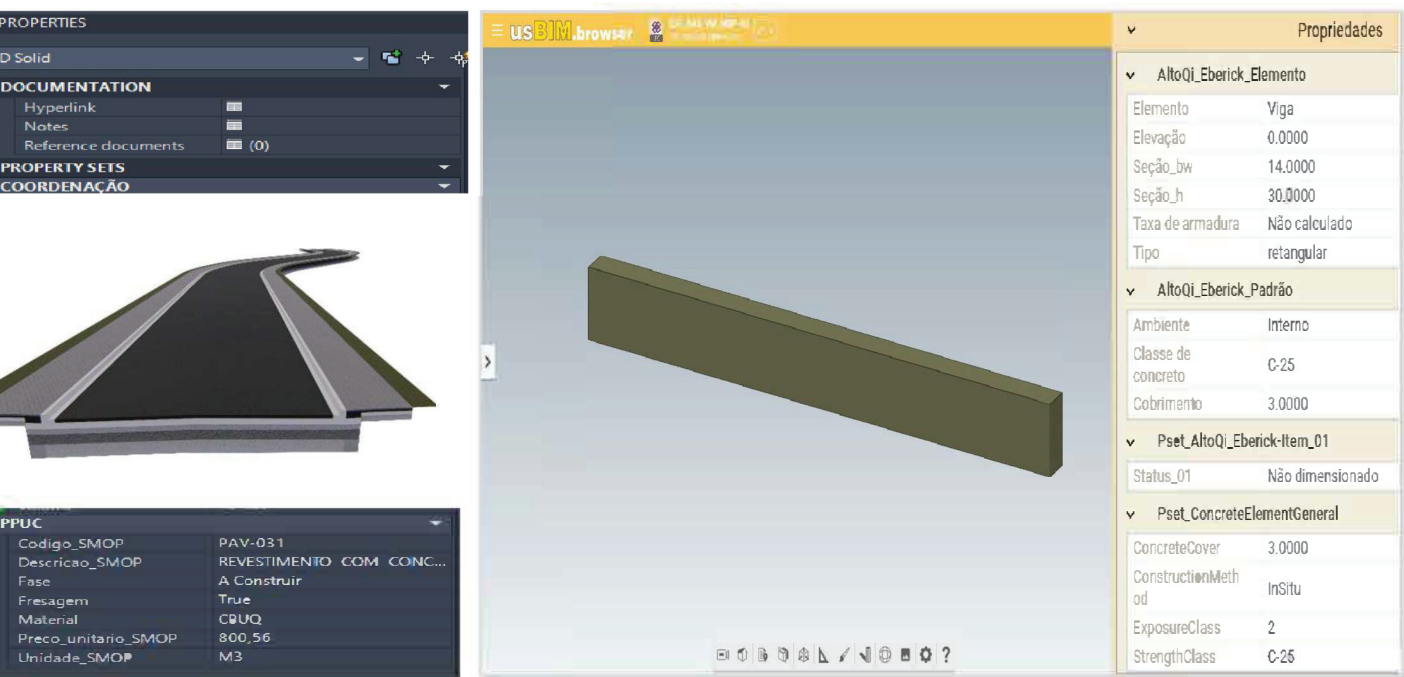 PROPERTIES
D Solid
DOCUMENTATION
Hyperlink
Notes
Reference documents (0)
PROPERTY SETS
COORDENAÇÃO
PPUC
Codigo_SMOP PAV-031
Descricao_SMOP REVESTIMENTO COM CONC...
Fase A Construir
Fresagem True
Material CBUQ
Preco_unitario_SMOP 800,56
Unidade_SMOP M3
usBIM.browser
Propriedades
AltoQi_Eberick_Elemento
Elemento Viga
Elevação 0.0000
Seção_bw 14.0000
Seção_h 30.0000
Taxa de armadura Não calculado
Tipo retangular
AltoQi_Eberick_Padrão
Ambiente Interno
Classe de
concreto C-25
Cobrimento 3.0000
Pset_AltoQi_Eberick-Item_01
Status_01 Não dimensionado
Pset_ConcreteElementGeneral
ConcreteCover 3.0000
ConstructionMeth
od InSitu
ExposureClass 2
StrengthClass C-25